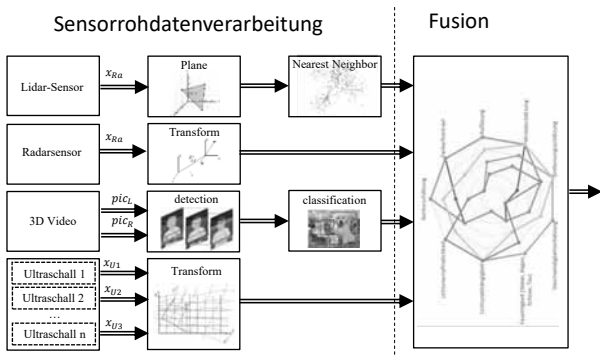 Sensorrohdatenverarbeitung
Fusion
Lidar-Sensor
x_Ra
Plane
Nearest Neighbor
Radarsensor
x_Ra
Transform
3D Video
pic_L
pic_R
detection
classification
Ultraschall 1
Ultraschall 2
...
Ultraschall n
x_U1
x_U2
x_U3
Transform